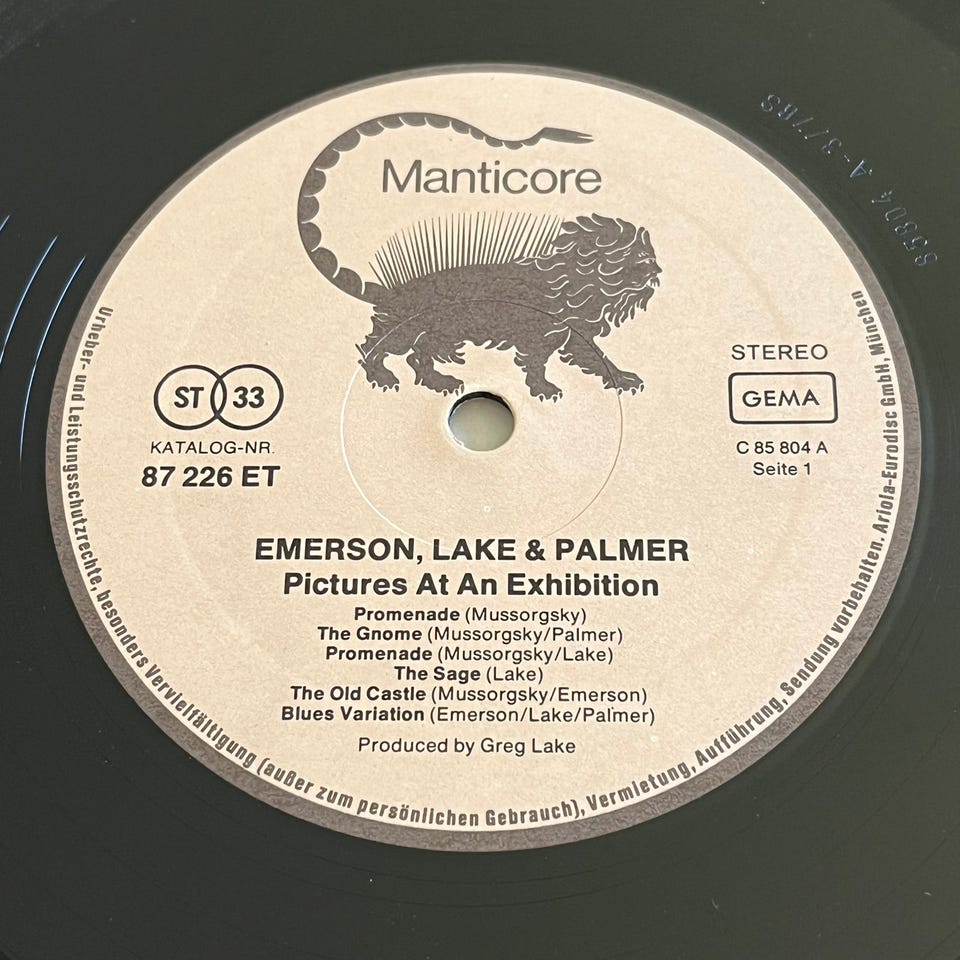 Manticore
85804 A-3/77RS
STEREO
GEMA
C 85 804 A
Seite 1
ST 33
KATALOG-NR.
87 226 ET
EMERSON, LAKE & PALMER
Pictures At An Exhibition
Promenade (Mussorgsky)
The Gnome (Mussorgsky/Palmer)
Promenade (Mussorgsky/Lake)
The Sage (Lake)
The Old Castle (Mussorgsky/Emerson)
Blues Variation (Emerson/Lake/Palmer)
Produced by Greg Lake
Urheber- und Leistungsschutzrechte, besonders Vervielfältigung (außer zum persönlichen Gebrauch), Vermietung, Aufführung, Sendung vorbehalten. Ariola-Eurodisc GmbH, München